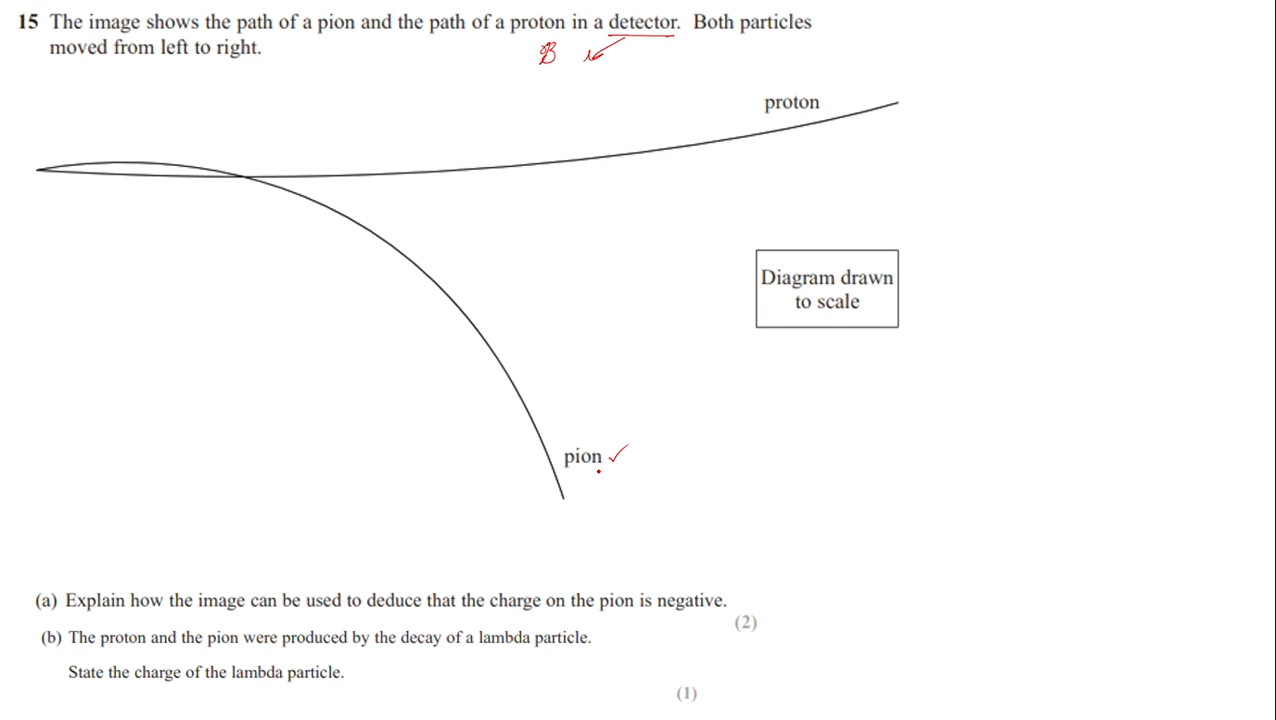 15 The image shows the path of a pion and the path of a proton in a detector. Both particles
moved from left to right.
B
proton
Diagram drawn
to scale
pion
(a) Explain how the image can be used to deduce that the charge on the pion is negative.
(2)
(b) The proton and the pion were produced by the decay of a lambda particle.
State the charge of the lambda particle.
(1)